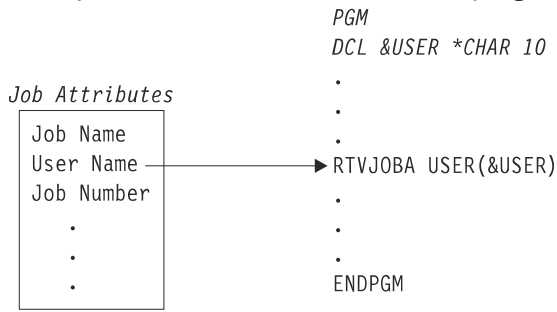 PGM
DCL &USER *CHAR 10
.
.
.
RTVJOBA USER(&USER)
.
.
.
ENDPGM
Job Attributes
Job Name
User Name
Job Number
.
.
.